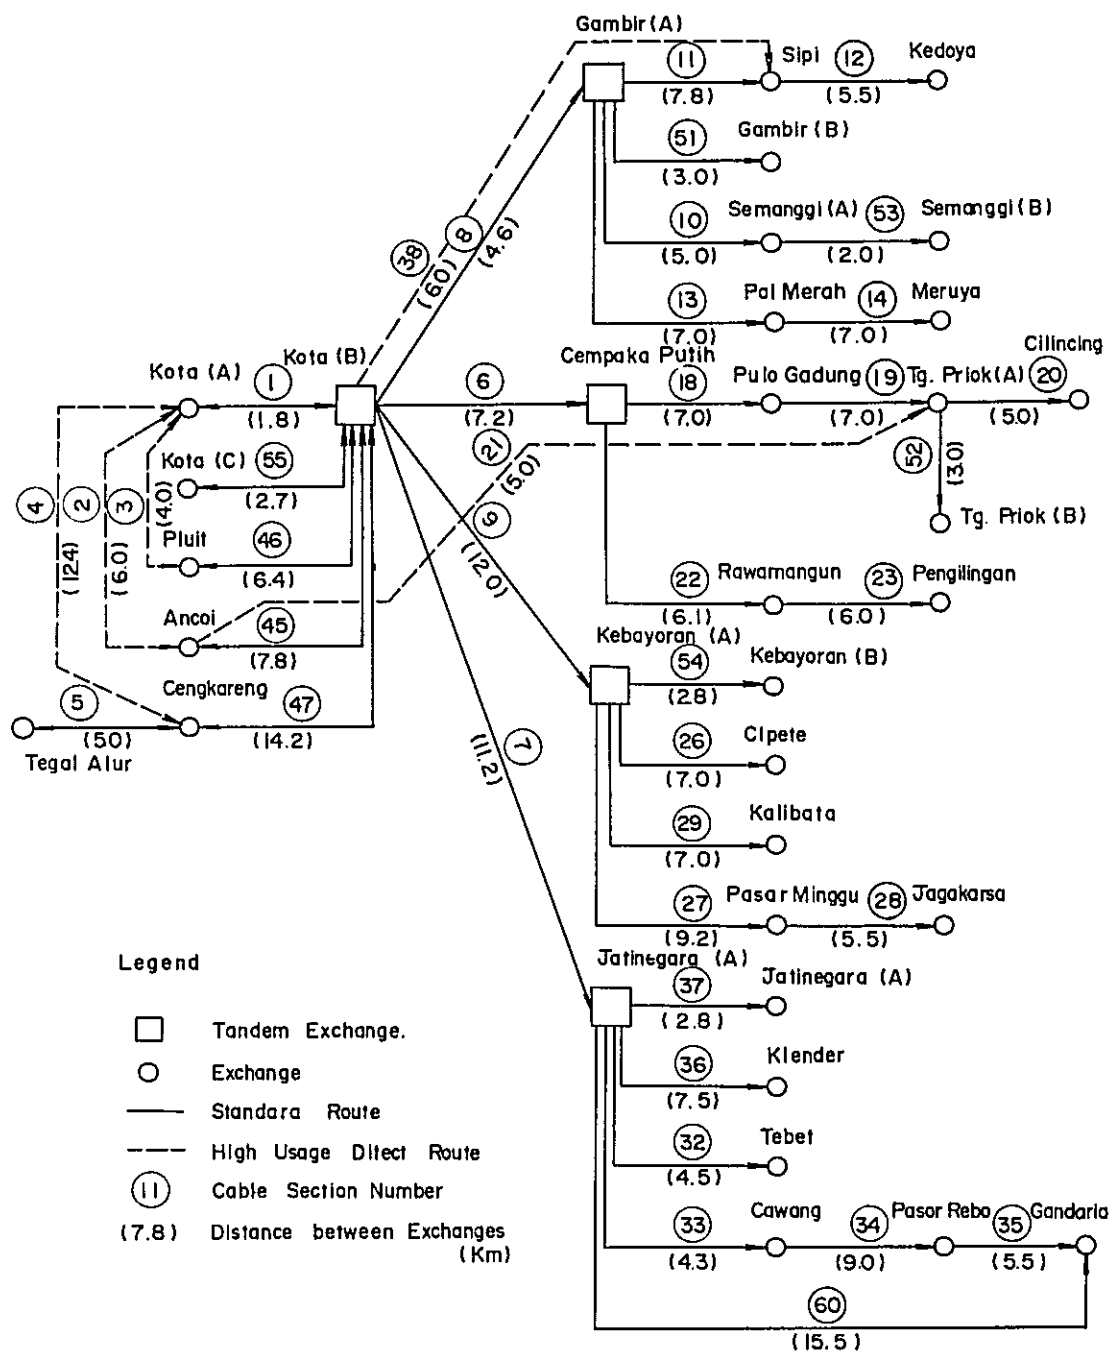 Gambir (A)
11
Sipi
12
Kedoya
(7.8)
(5.5)
51
Gambir (B)
(3.0)
10
Semanggi (A)
53
Semanggi (B)
(5.0)
(2.0)
38
(6.0)
8
(4.6)
13
Pal Merah
14
Meruya
(7.0)
(7.0)
Kota (A)
1
Kota (B)
(1.8)
6
(7.2)
Cempaka Putih
18
Pulo Gadung
19
Tg. Priok (A)
20
Cilincing
(7.0)
(7.0)
(5.0)
Kota (C)
55
(2.7)
21
(5.0)
52
(3.0)
Tg. Priok (B)
4
(124)
2
(6.0)
3
(4.0)
Pluit
46
(6.4)
9
(12.0)
22
Rawamangun
23
Pengilingan
(6.1)
(6.0)
Ancol
45
(7.8)
Kebayoran (A)
54
Kebayoran (B)
(2.8)
5
Cengkareng
47
(50)
(14.2)
Tegal Alur
7
(11.2)
26
Cipete
(7.0)
29
Kalibata
(7.0)
27
Pasar Minggu
28
Jagakarsa
(9.2)
(5.5)
Jatinegara (A)
37
Jatinegara (A)
(2.8)
36
Klender
(7.5)
32
Tebet
(4.5)
33
Cawang
34
Pasor Rebo
35
Gandaria
(4.3)
(9.0)
(5.5)
60
(15.5)
Legend
Tandem Exchange.
Exchange
Standara Route
High Usage Ditect Route
11 Cable Section Number
(7.8) Distance between Exchanges
(Km)